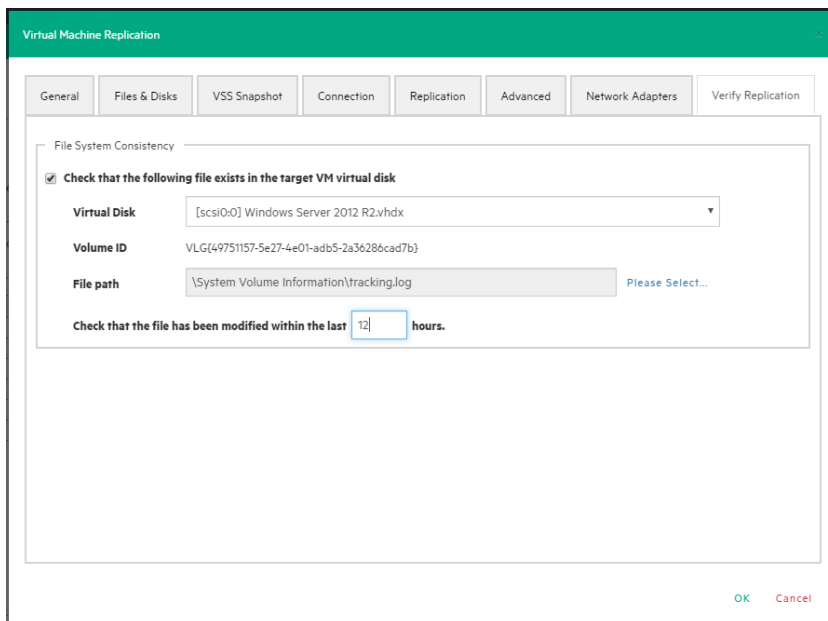 Virtual Machine Replication
General Files & Disks VSS Snapshot Connection Replication Advanced Network Adapters Verify Replication
File System Consistency
Check that the following file exists in the target VM virtual disk
Virtual Disk [scsi0:0] Windows Server 2012 R2.vhdx
Volume ID VLG{49751157-5e27-4e01-adb5-2a36286cad7b}
File path \System Volume Information\tracking.log Please Select...
Check that the file has been modified within the last 12 hours.
OK Cancel